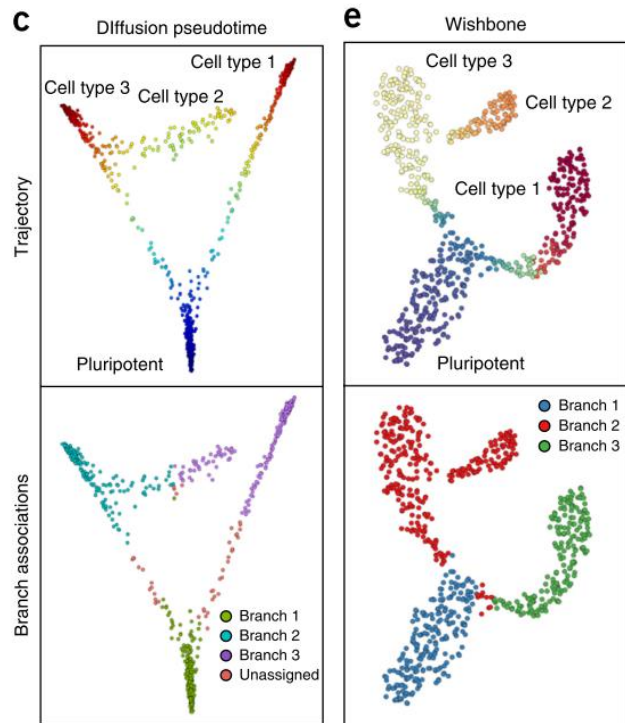 c
DIffusion pseudotime
Trajectory
Cell type 1
Cell type 3
Cell type 2
Pluripotent
Branch associations
Branch 1
Branch 2
Branch 3
Unassigned
e
Wishbone
Cell type 3
Cell type 2
Cell type 1
Pluripotent
Branch 1
Branch 2
Branch 3